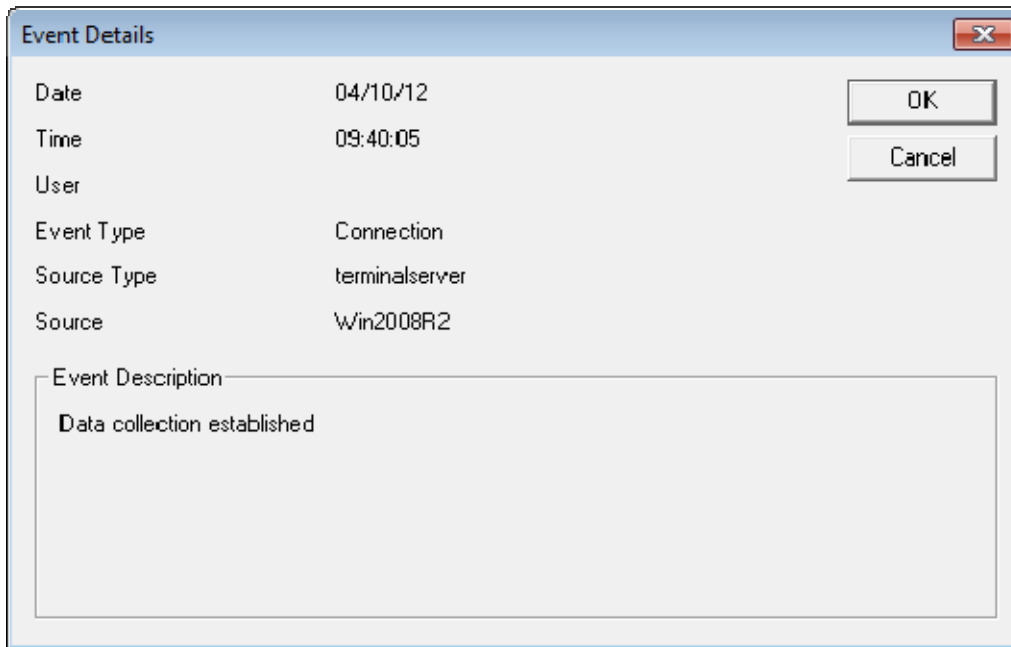 Event Details
Date 04/10/12
OK
Time 09:40:05
Cancel
User
Event Type Connection
Source Type terminalserver
Source Win2008R2
Event Description
Data collection established